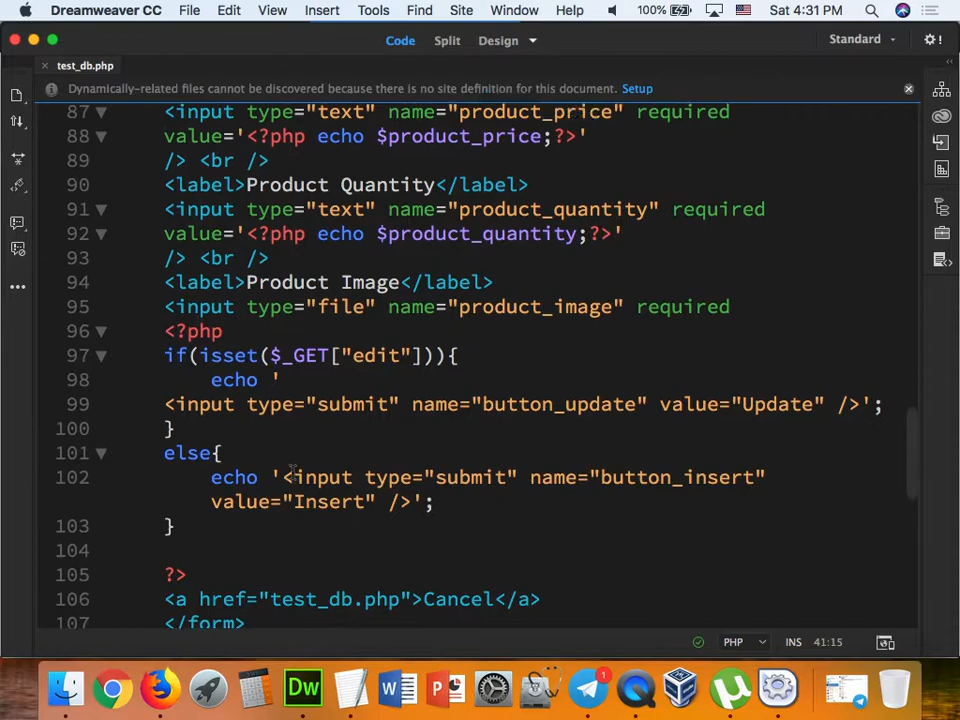 Dreamweaver CC File Edit View Insert Tools Find Site Window Help 100% Sat 4:31 PM
Code Split Design Standard
test_db.php
Dynamically-related files cannot be discovered because there is no site definition for this document. Setup
87 <input type="text" name="product_price" required
88 value='<?php echo $product_price;?>'
89 /> <br />
90 <label>Product Quantity</label>
91 <input type="text" name="product_quantity" required
92 value='<?php echo $product_quantity;?>'
93 /> <br />
94 <label>Product Image</label>
95 <input type="file" name="product_image" required
96 <?php
97 if(isset($_GET["edit"])){
98 echo '
99 <input type="submit" name="button_update" value="Update" />';
100 }
101 else{
102 echo '<input type="submit" name="button_insert"
value="Insert" />';
103 }
104
105 ?>
106 <a href="test_db.php">Cancel</a>
107 </form>
PHP INS 41:15
Dw W P 1